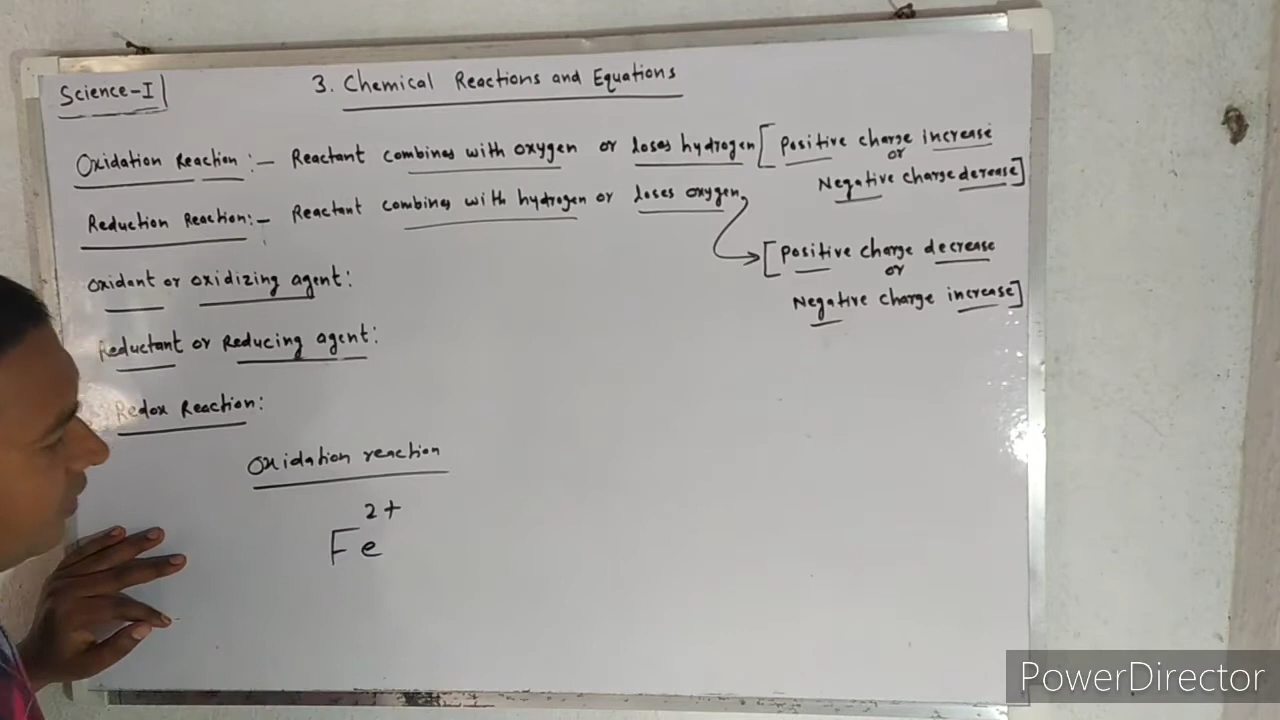 Science-I
3. Chemical Reactions and Equations
Oxidation Reaction :- Reactant combines with oxygen or loses hydrogen [Positive charge increase
or
Negative charge derease]
Reduction Reaction:- Reactant combines with hydrogen or loses oxygen,
[Positive charge decrease
or
Negative charge increase]
Oxidant or oxidizing agent:
Reductant or Reducing agent:
Redox Reaction:
Oxidation reaction
Fe2+
PowerDirector